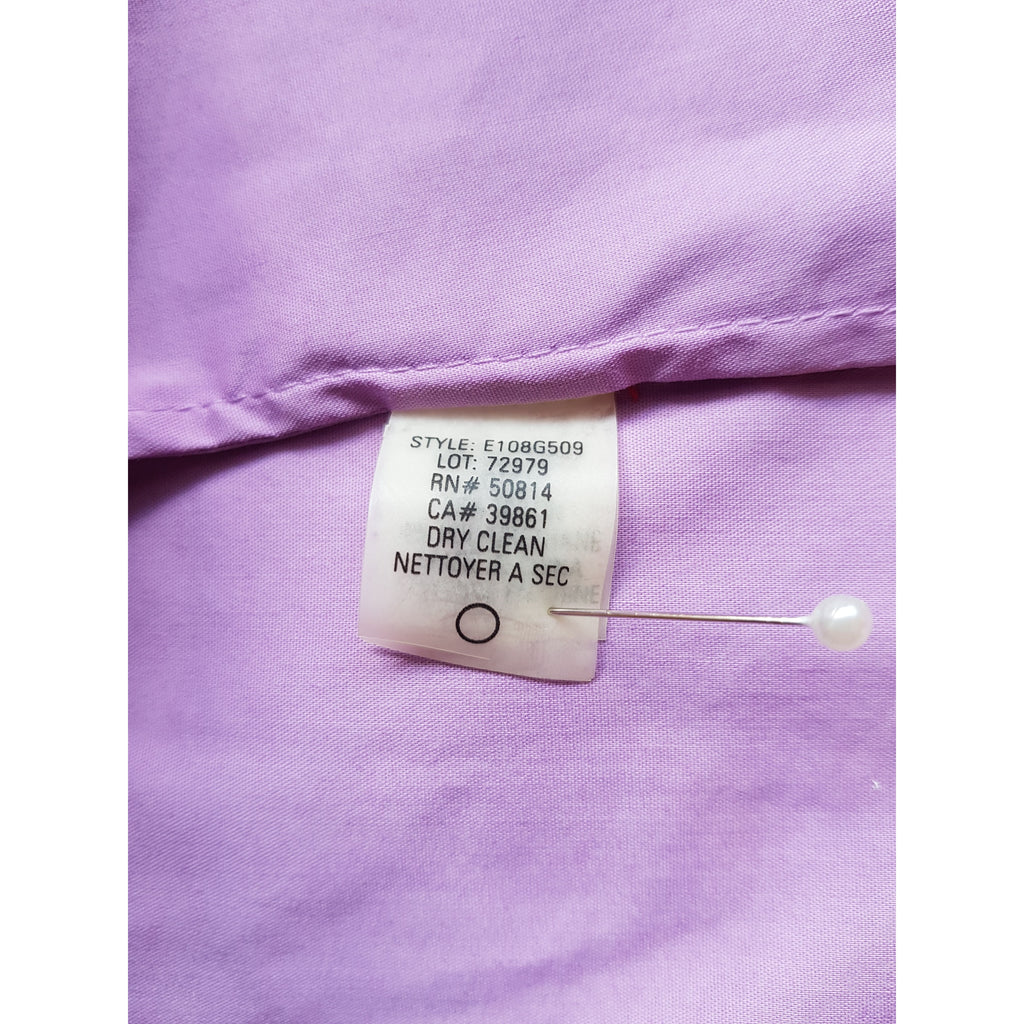 STYLE: E108G509
LOT: 72979
RN# 50814
CA# 39861
DRY CLEAN
NETTOYER A SEC